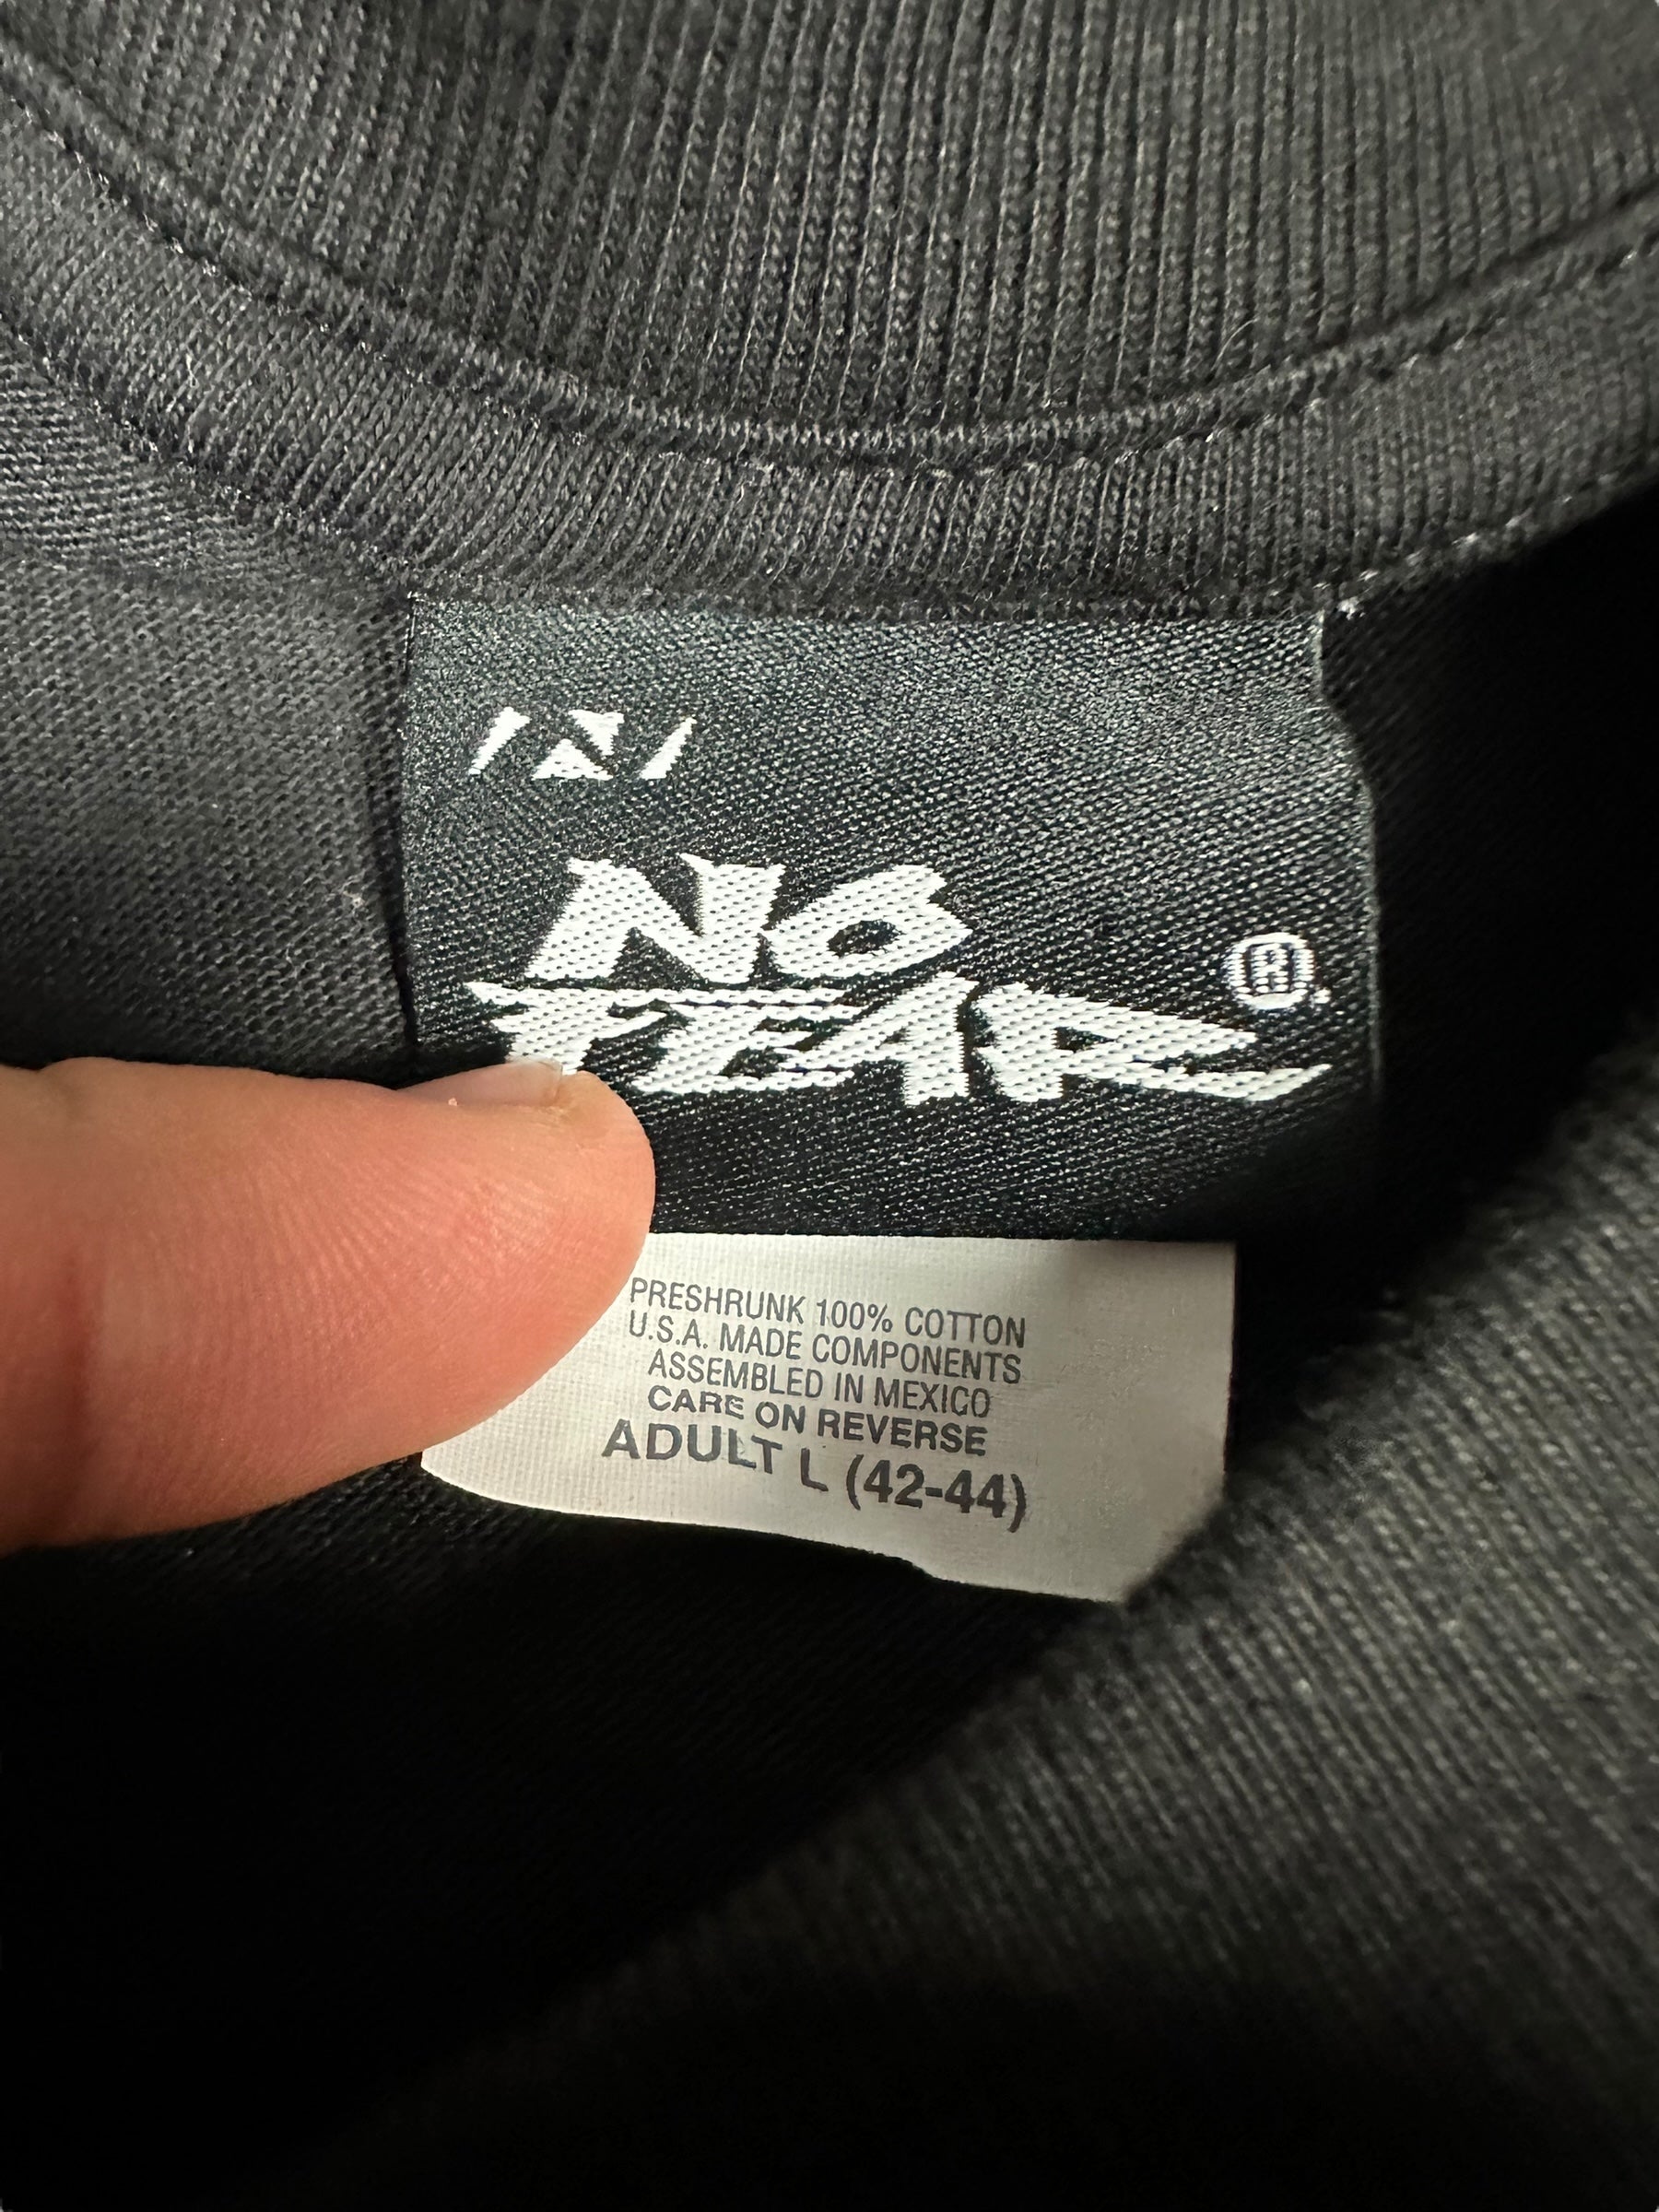 NO
FEAR ®
PRESHRUNK 100% COTTON
U.S.A. MADE COMPONENTS
ASSEMBLED IN MEXICO
CARE ON REVERSE
ADULT L (42-44)